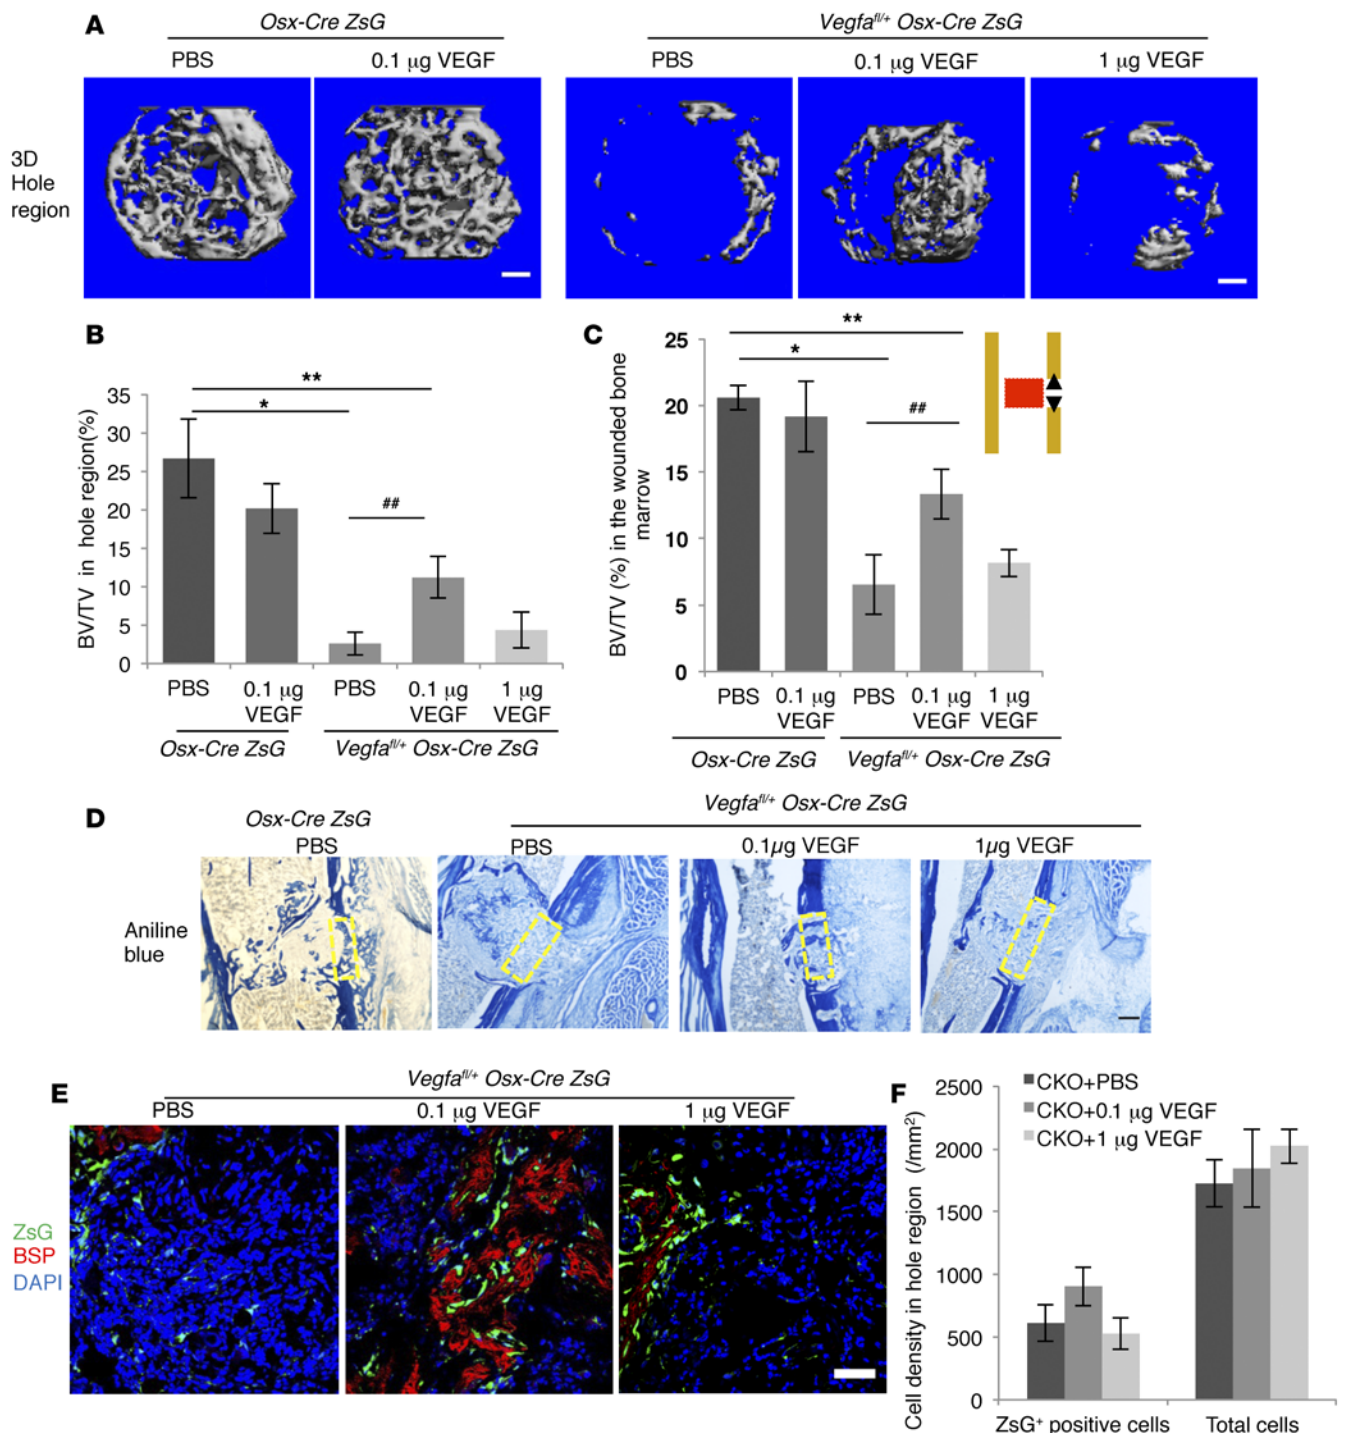 A
Osx-Cre ZsG
Vegfa^fl/+ Osx-Cre ZsG
PBS
0.1 µg VEGF
PBS
0.1 µg VEGF
1 µg VEGF
3D
Hole
region
B
BV/TV in hole region(%)
35
30
25
20
15
10
5
0
**
*
##
PBS
0.1 µg
VEGF
PBS
0.1 µg
VEGF
1 µg
VEGF
Osx-Cre ZsG
Vegfa^fl/+ Osx-Cre ZsG
C
BV/TV (%) in the wounded bone
marrow
25
20
15
10
5
0
**
*
##
PBS
0.1 µg
VEGF
PBS
0.1 µg
VEGF
1 µg
VEGF
Osx-Cre ZsG
Vegfa^fl/+ Osx-Cre ZsG
D
Osx-Cre ZsG
Vegfa^fl/+ Osx-Cre ZsG
PBS
PBS
0.1µg VEGF
1µg VEGF
Aniline
blue
E
Vegfa^fl/+ Osx-Cre ZsG
PBS
0.1 µg VEGF
1 µg VEGF
ZsG
BSP
DAPI
F
Cell density in hole region (/mm²)
2500
2000
1500
1000
500
0
CKO+PBS
CKO+0.1 µg VEGF
CKO+1 µg VEGF
ZsG⁺ positive cells
Total cells